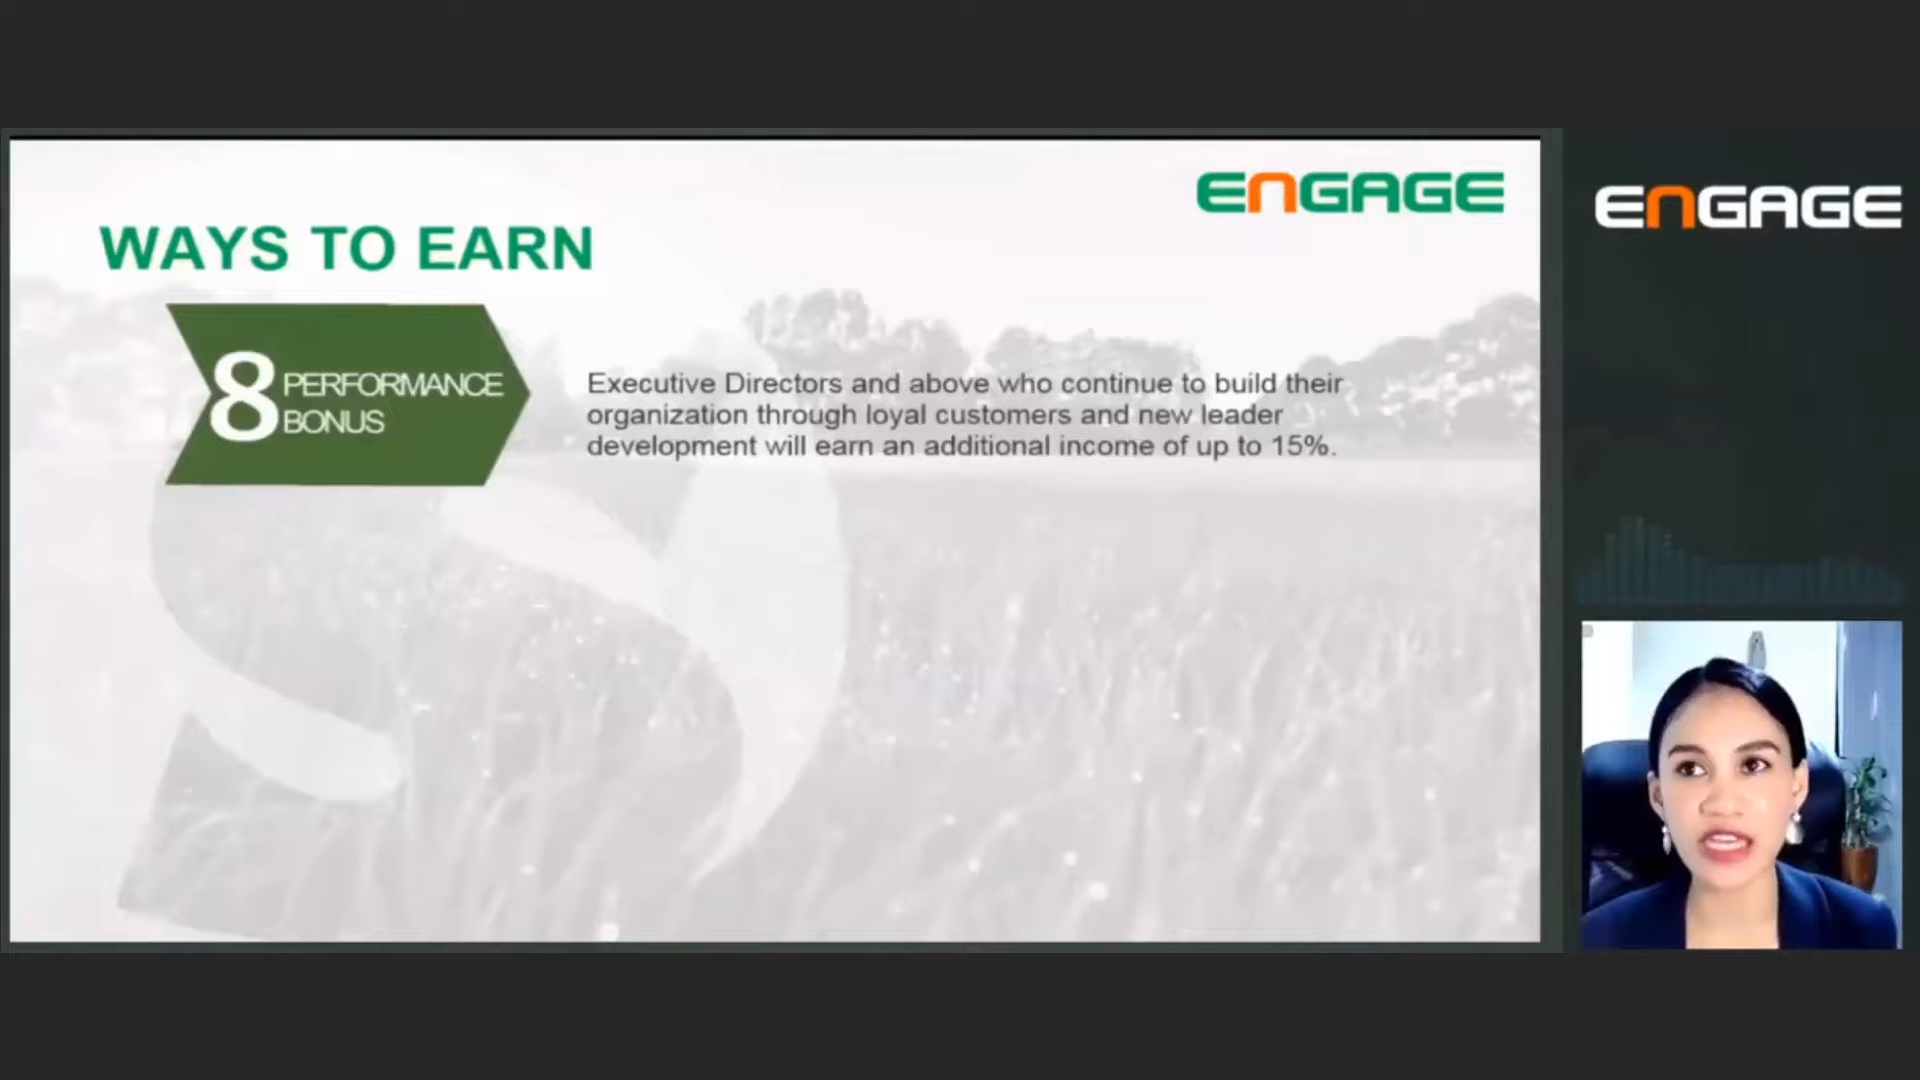 ENGAGE
ENGAGE
WAYS TO EARN
8 PERFORMANCE
BONUS
Executive Directors and above who continue to build their
organization through loyal customers and new leader
development will earn an additional income of up to 15%.